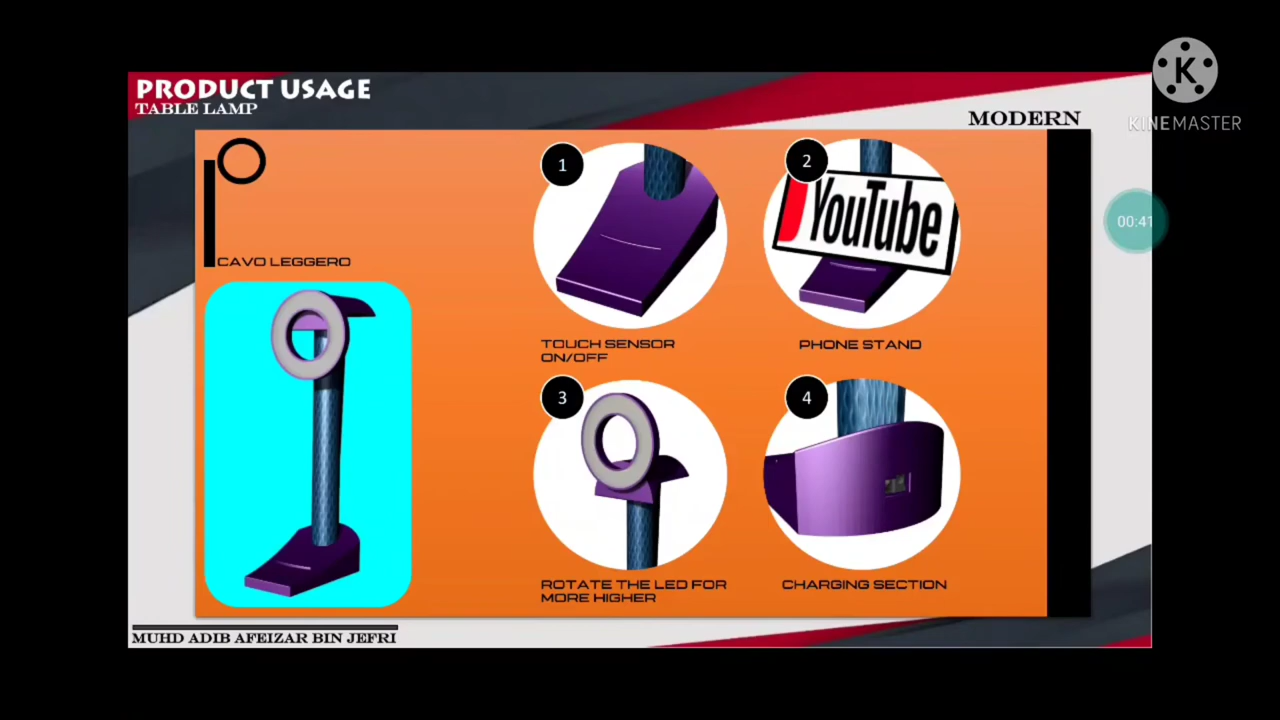 PRODUCT USAGE
TABLE LAMP
MODERN
K
KINEMASTER
00:41
CAVO LEGGERO
1
2
YouTube
TOUCH SENSOR
ON/OFF
PHONE STAND
3
4
ROTATE THE LED FOR
MORE HIGHER
CHARGING SECTION
MUHD ADIB AFEIZAR BIN JEFRI